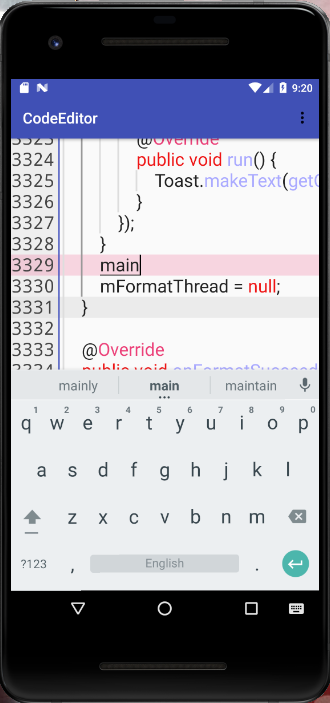 9:20
CodeEditor
3323 @Override
3324 public void run() {
3325 Toast.makeText(get
3326 }
3327 });
3328 }
3329 main
3330 mFormatThread = null;
3331 }
3332
3333 @Override
3334 public void onFormatSucceed
mainly main maintain
1 2 3 4 5 6 7 8 9 0
q w e r t y u i o p
a s d f g h j k l
z x c v b n m
?123 , English .